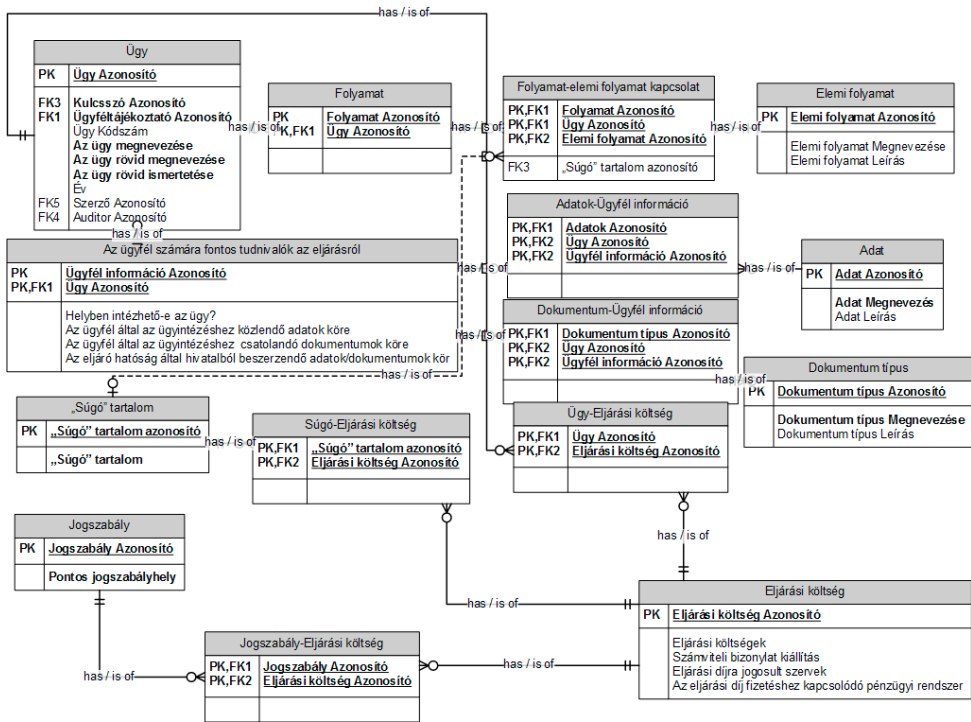 has / is of
Ügy
PK Ügy Azonosító
FK3 Kulcsszó Azonosító
FK1 Ügyféltájékoztató Azonosító
Ügy Kódszám
Az ügy megnevezése
Az ügy rövid megnevezése
Az ügy rövid ismertetése
Év
FK5 Szerző Azonosító
FK4 Auditor Azonosító
has / is of
Folyamat
PK Folyamat Azonosító
PK,FK1 Ügy Azonosító
has / is of
Folyamat-elemi folyamat kapcsolat
PK,FK1 Folyamat Azonosító
PK,FK1 Ügy Azonosító
PK,FK2 Elemi folyamat Azonosító
FK3 „Súgó” tartalom azonosító
has / is of
Elemi folyamat
PK Elemi folyamat Azonosító
Elemi folyamat Megnevezése
Elemi folyamat Leírás
has / is of
Az ügyfél számára fontos tudnivalók az eljárásról
PK Ügyfél információ Azonosító
PK,FK1 Ügy Azonosító
Helyben intézhető-e az ügy?
Az ügyfél által az ügyintézéshez közlendő adatok köre
Az ügyfél által az ügyintézéshez csatolandó dokumentumok köre
Az eljáró hatóság által hivatalból beszerzendő adatok/dokumentumok kör
has / is of
Adatok-Ügyfél információ
PK,FK1 Adatok Azonosító
PK,FK2 Ügy Azonosító
PK,FK2 Ügyfél információ Azonosító
has / is of
Adat
PK Adat Azonosító
Adat Megnevezés
Adat Leírás
has / is of
Dokumentum-Ügyfél információ
PK,FK1 Dokumentum típus Azonosító
PK,FK2 Ügy Azonosító
PK,FK2 Ügyfél információ Azonosító
has / is of
Dokumentum típus
PK Dokumentum típus Azonosító
Dokumentum típus Megnevezése
Dokumentum típus Leírás
has / is of
„Súgó” tartalom
PK „Súgó” tartalom azonosító
„Súgó” tartalom
has / is of
Súgó-Eljárási költség
PK,FK1 „Súgó” tartalom azonosító
PK,FK2 Eljárási költség Azonosító
Ügy-Eljárási költség
PK,FK1 Ügy Azonosító
PK,FK2 Eljárási költség Azonosító
has / is of
Jogszabály
PK Jogszabály Azonosító
Pontos jogszabályhely
has / is of
Eljárási költség
PK Eljárási költség Azonosító
Eljárási költségek
Számviteli bizonylat kiállítás
Eljárási díjra jogosult szervek
Az eljárási díj fizetéshez kapcsolódó pénzügyi rendszer
Jogszabály-Eljárási költség
PK,FK1 Jogszabály Azonosító
PK,FK2 Eljárási költség Azonosító
has / is of
has / is of